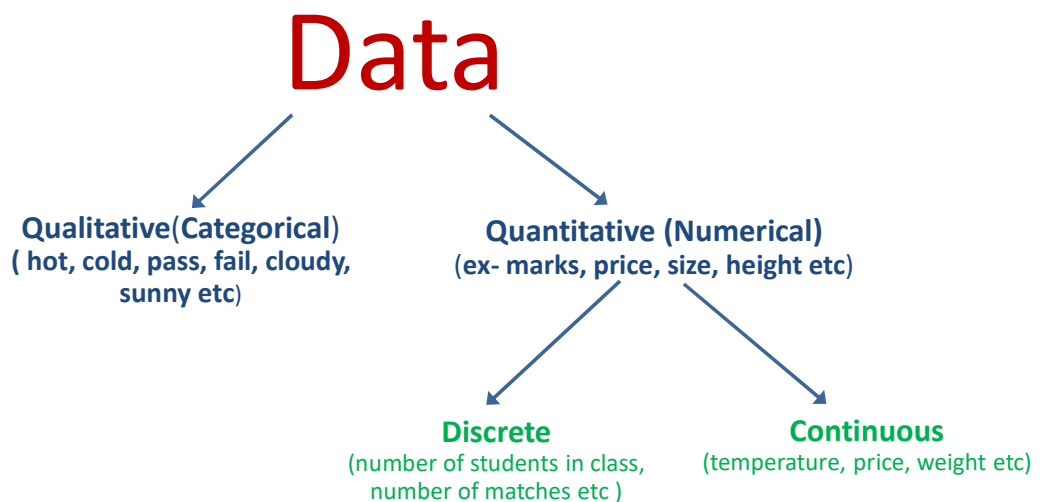 Data
Qualitative(Categorical)
( hot, cold, pass, fail, cloudy,
sunny etc)
Quantitative (Numerical)
(ex- marks, price, size, height etc)
Discrete
(number of students in class,
number of matches etc )
Continuous
(temperature, price, weight etc)